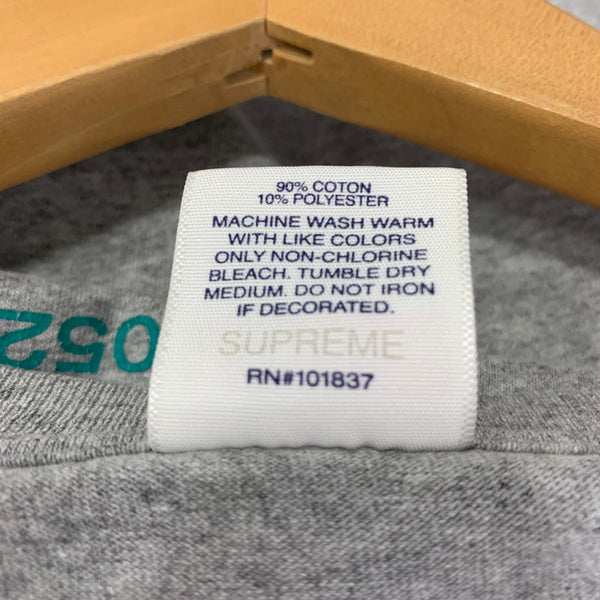 90% COTON
10% POLYESTER
MACHINE WASH WARM
WITH LIKE COLORS
ONLY NON-CHLORINE
BLEACH. TUMBLE DRY
MEDIUM. DO NOT IRON
IF DECORATED.
SUPREME
RN#101837
052